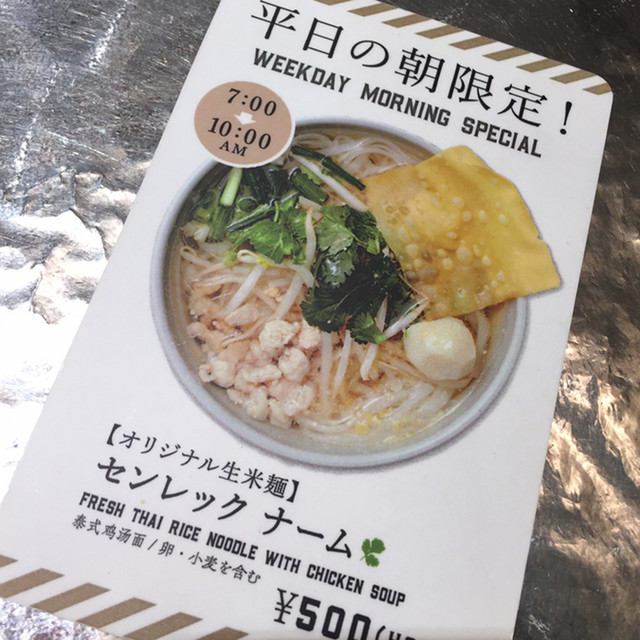 平日の朝限定！
WEEKDAY MORNING SPECIAL
7:00
10:00
AM
【オリジナル生米麺】
センレック ナーム
FRESH THAI RICE NOODLE WITH CHICKEN SOUP
泰式鸡汤面/卵・小麦を含む
¥500